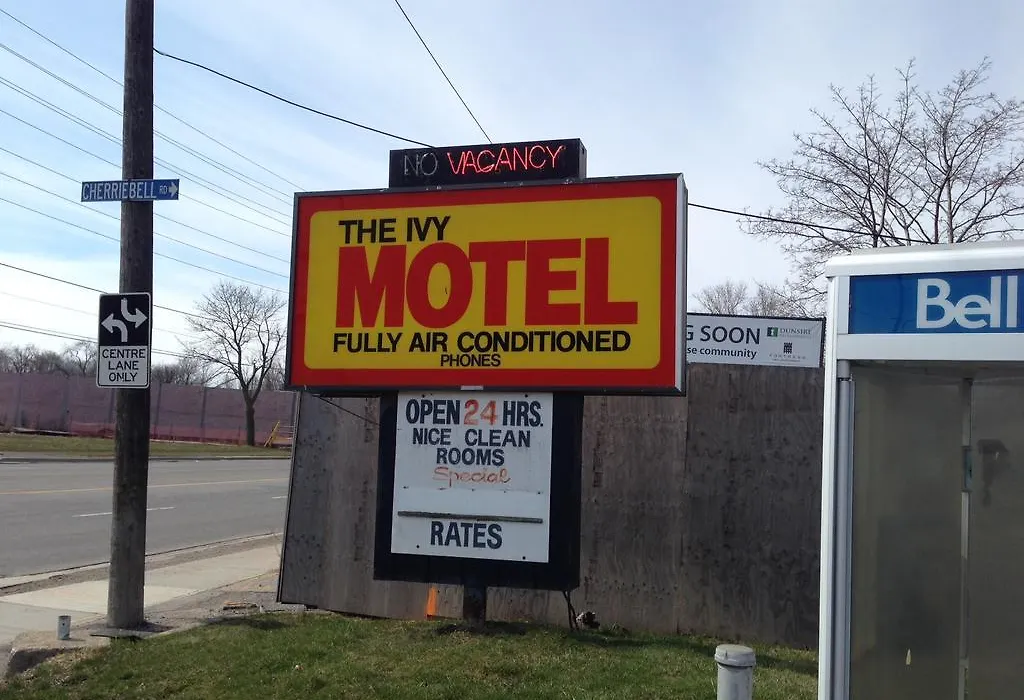 NO VACANCY
CHERRIEBELL RD
THE IVY
MOTEL
FULLY AIR CONDITIONED
PHONES
CENTRE
LANE
ONLY
OPEN 24 HRS.
NICE CLEAN
ROOMS
Special
RATES
G SOON
se community
DUNSIRE
Bell